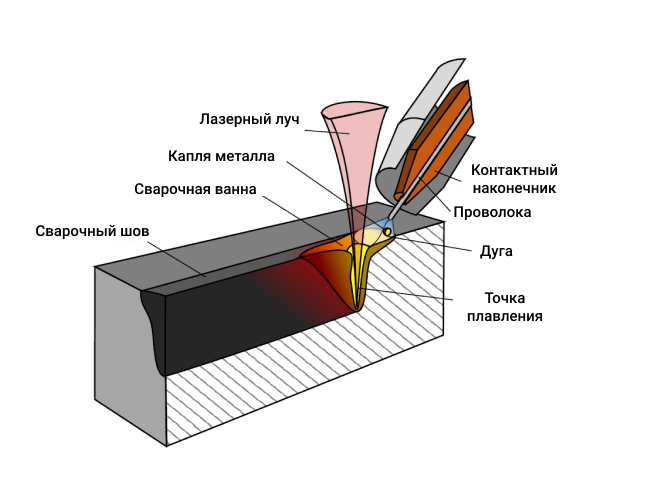 Лазерный луч
Капля металла
Сварочная ванна
Сварочный шов
Контактный
наконечник
Проволока
Дуга
Точка
плавления